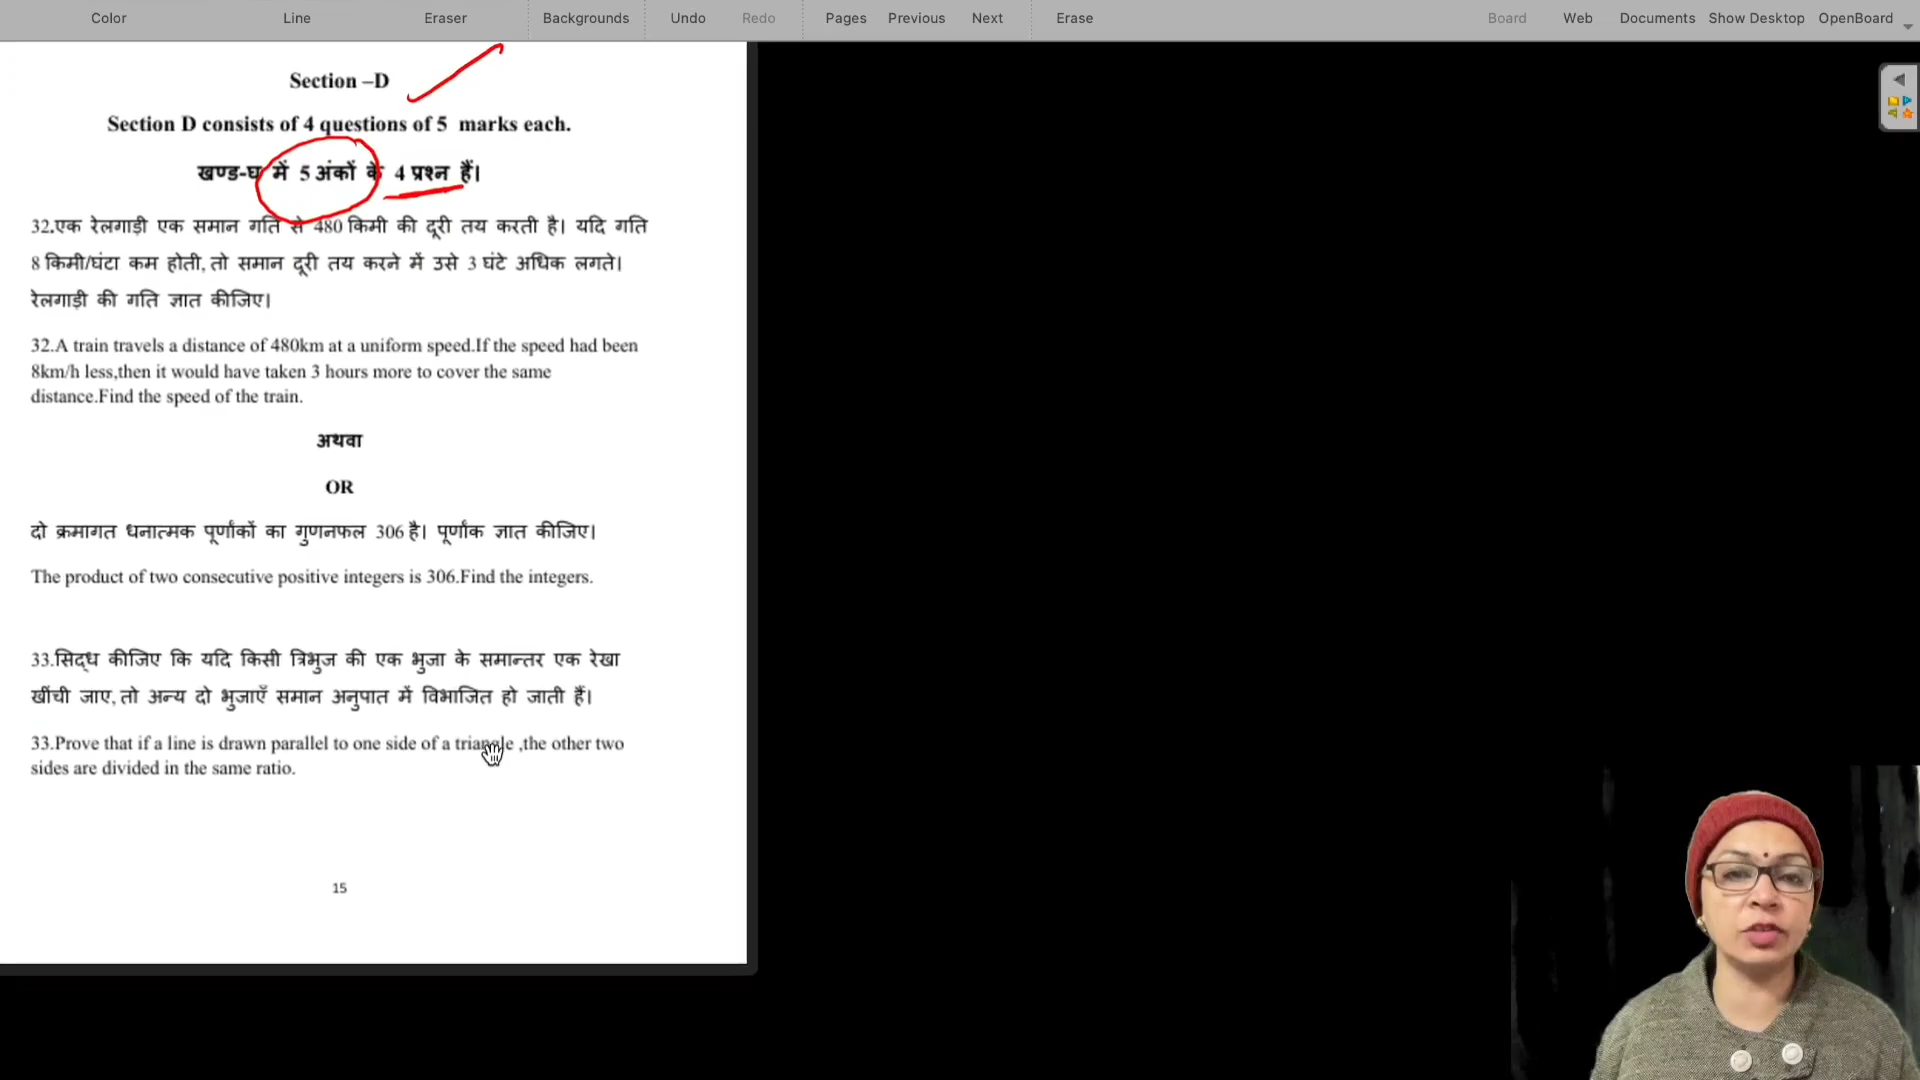 Color Line Eraser Backgrounds Undo Redo Pages Previous Next Erase Board Web Documents Show Desktop OpenBoard
Section –D
Section D consists of 4 questions of 5 marks each.
खण्ड-घ में 5 अंकों के 4 प्रश्न हैं।
32.एक रेलगाड़ी एक समान गति से 480 किमी की दूरी तय करती है। यदि गति
8 किमी/घंटा कम होती, तो समान दूरी तय करने में उसे 3 घंटे अधिक लगते।
रेलगाड़ी की गति ज्ञात कीजिए।
32.A train travels a distance of 480km at a uniform speed.If the speed had been
8km/h less,then it would have taken 3 hours more to cover the same
distance.Find the speed of the train.
अथवा
OR
दो क्रमागत धनात्मक पूर्णांकों का गुणनफल 306 है। पूर्णांक ज्ञात कीजिए।
The product of two consecutive positive integers is 306.Find the integers.
33.सिद्ध कीजिए कि यदि किसी त्रिभुज की एक भुजा के समान्तर एक रेखा
खींची जाए, तो अन्य दो भुजाएँ समान अनुपात में विभाजित हो जाती हैं।
33.Prove that if a line is drawn parallel to one side of a triangle ,the other two
sides are divided in the same ratio.
15